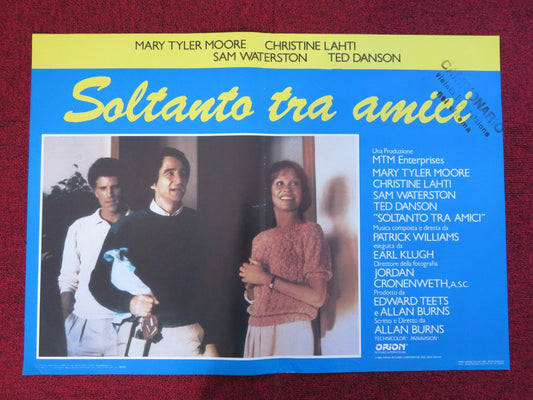 MARY TYLER MOORE CHRISTINE LAHTI
SAM WATERSTON TED DANSON
Soltanto tra amici
Una Produzione
MTM Enterprises
MARY TYLER MOORE
CHRISTINE LAHTI
SAM WATERSTON
TED DANSON
"SOLTANTO TRA AMICI"
Musica composta e diretta da
PATRICK WILLIAMS
eseguita da
EARL KLUGH
Direttore della fotografia
JORDAN
CRONENWETH, A.S.C.
Prodotto da
EDWARD TEETS
e ALLAN BURNS
Scritto e Diretto da
ALLAN BURNS
TECHNICOLOR PANAVISION
ORION